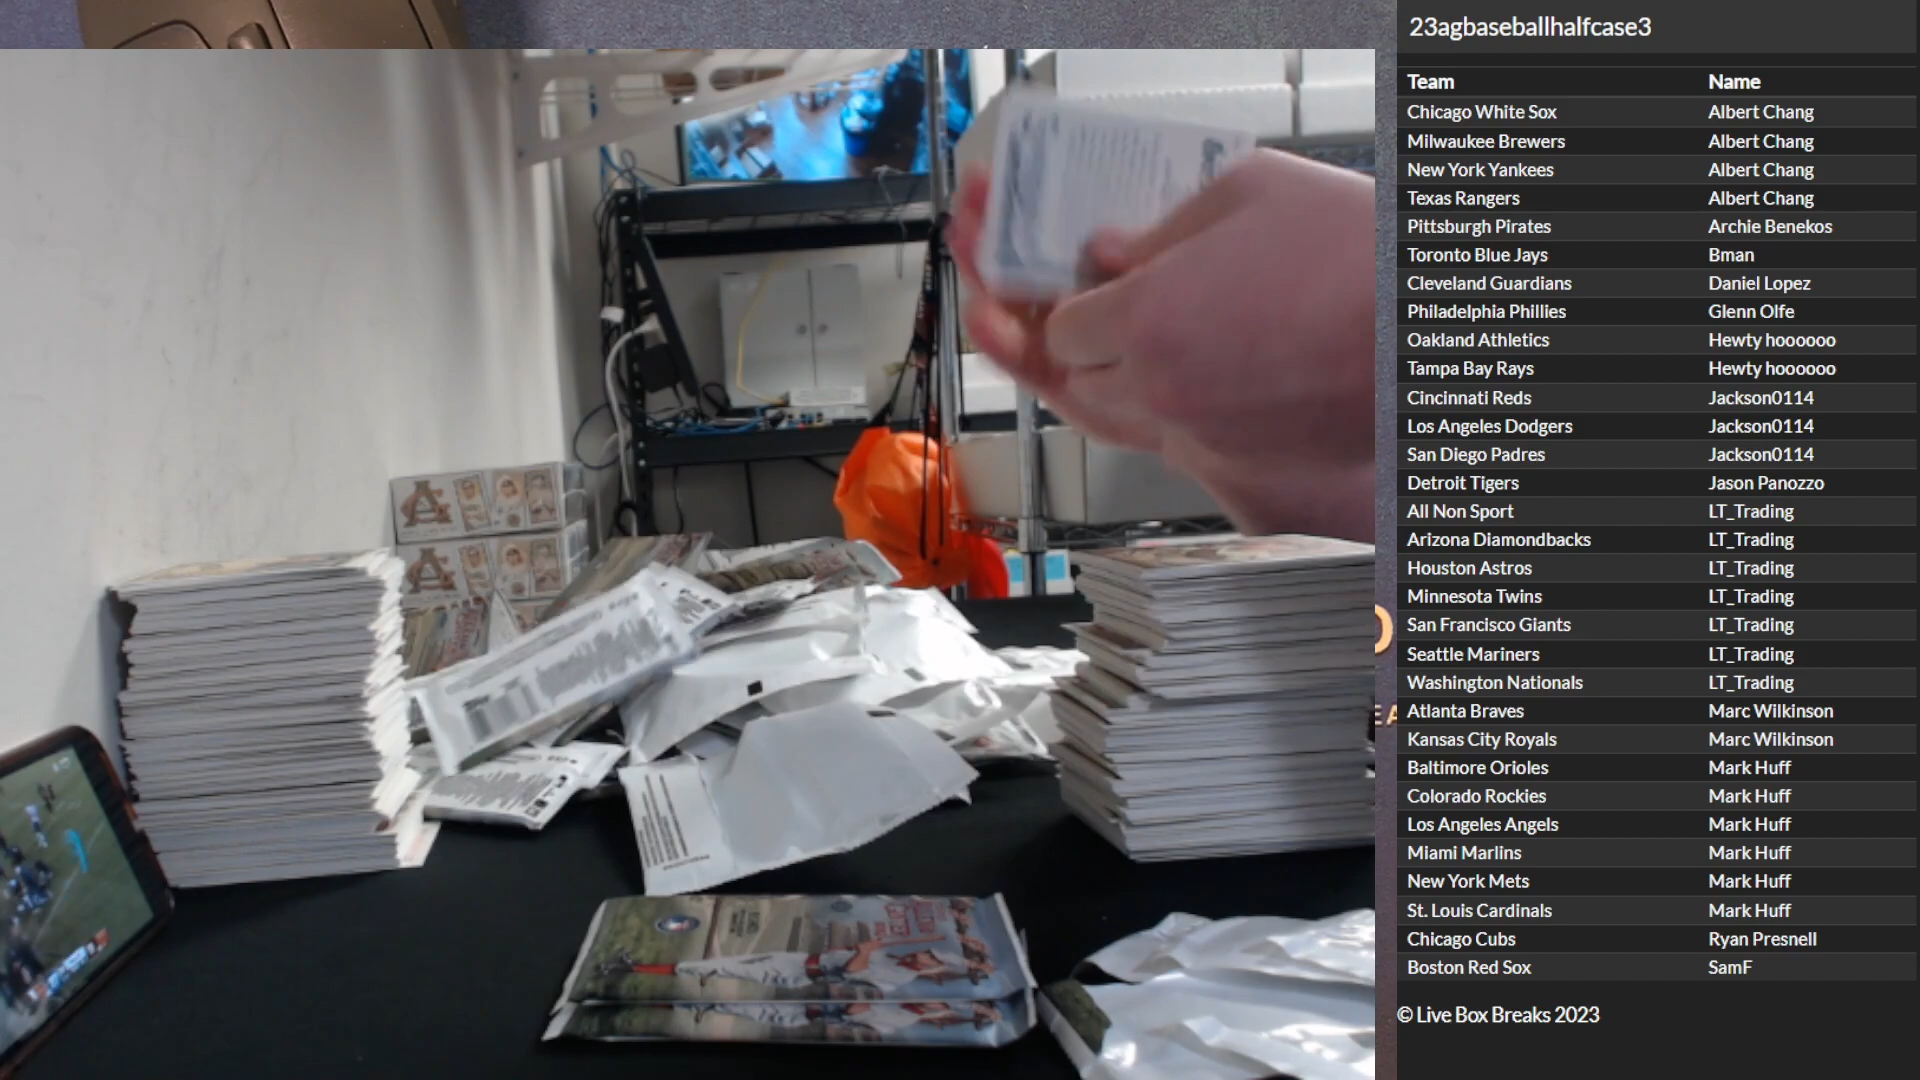 23agbaseballhalfcase3
Team Name
Chicago White Sox Albert Chang
Milwaukee Brewers Albert Chang
New York Yankees Albert Chang
Texas Rangers Albert Chang
Pittsburgh Pirates Archie Benekos
Toronto Blue Jays Bman
Cleveland Guardians Daniel Lopez
Philadelphia Phillies Glenn Olfe
Oakland Athletics Hewty hoooooo
Tampa Bay Rays Hewty hoooooo
Cincinnati Reds Jackson0114
Los Angeles Dodgers Jackson0114
San Diego Padres Jackson0114
Detroit Tigers Jason Panozzo
All Non Sport LT_Trading
Arizona Diamondbacks LT_Trading
Houston Astros LT_Trading
Minnesota Twins LT_Trading
San Francisco Giants LT_Trading
Seattle Mariners LT_Trading
Washington Nationals LT_Trading
Atlanta Braves Marc Wilkinson
Kansas City Royals Marc Wilkinson
Baltimore Orioles Mark Huff
Colorado Rockies Mark Huff
Los Angeles Angels Mark Huff
Miami Marlins Mark Huff
New York Mets Mark Huff
St. Louis Cardinals Mark Huff
Chicago Cubs Ryan Presnell
Boston Red Sox SamF
© Live Box Breaks 2023